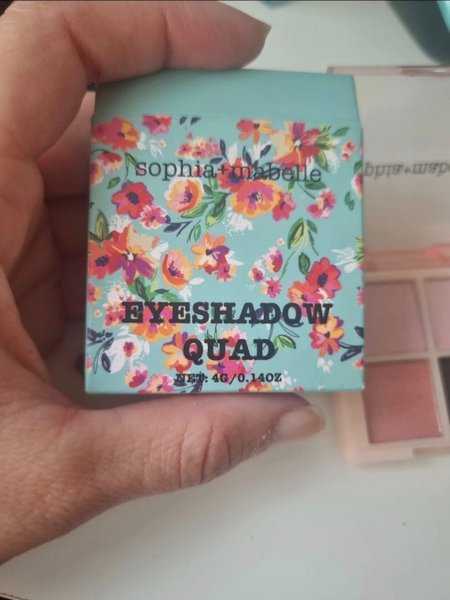 sophia+mabelle
EYESHADOW
QUAD
NET: 4G/0.14OZ